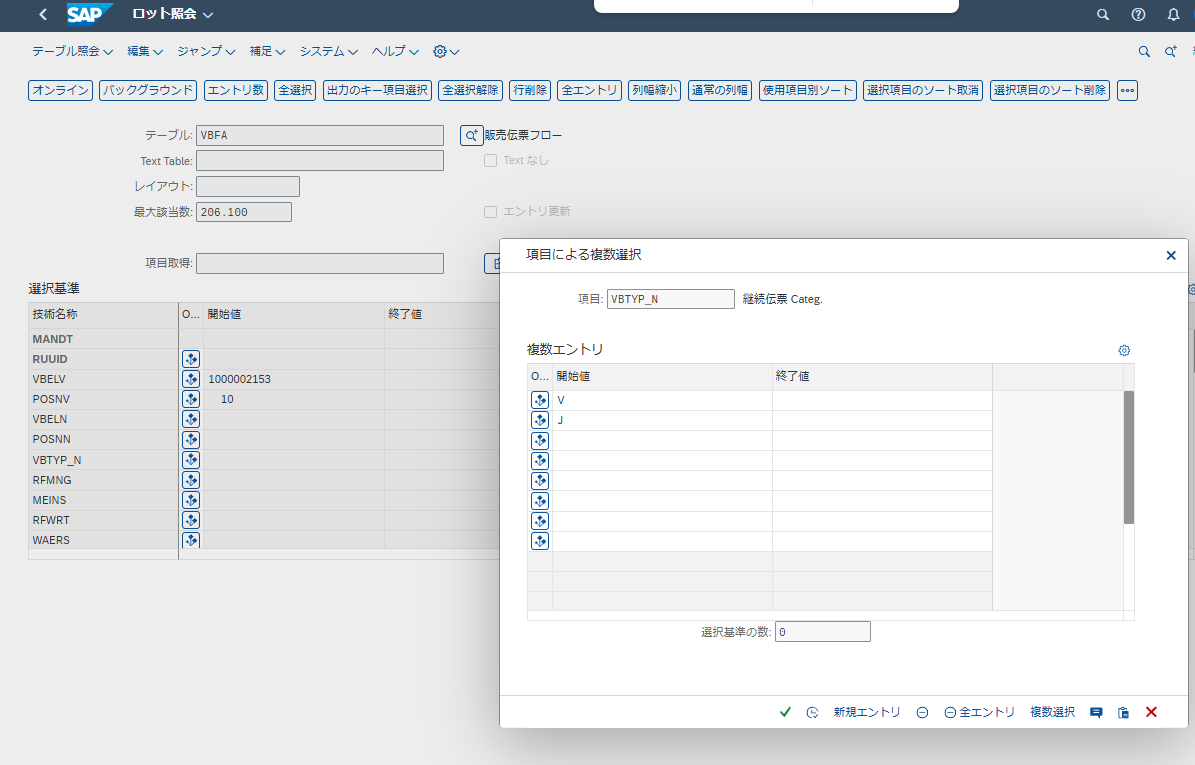 SAP ロット照会
テーブル照会 編集 ジャンプ 補足 システム ヘルプ
オンライン バックグラウンド エントリ数 全選択 出力のキー項目選択 全選択解除 行削除 全エントリ 列幅縮小 通常の列幅 使用項目別ソート 選択項目のソート取消 選択項目のソート削除
テーブル: VBFA 販売伝票フロー
Text Table: Text なし
レイアウト:
最大該当数: 206.100 エントリ更新
項目取得:
選択基準
技術名称 O... 開始値 終了値
MANDT
RUUID
VBELV 1000002153
POSNV 10
VBELN
POSNN
VBTYP_N
RFMNG
MEINS
RFWRT
WAERS
項目による複数選択
項目: VBTYP_N 継続伝票 Categ.
複数エントリ
O... 開始値 終了値
V
J
選択基準の数: 0
新規エントリ 全エントリ 複数選択